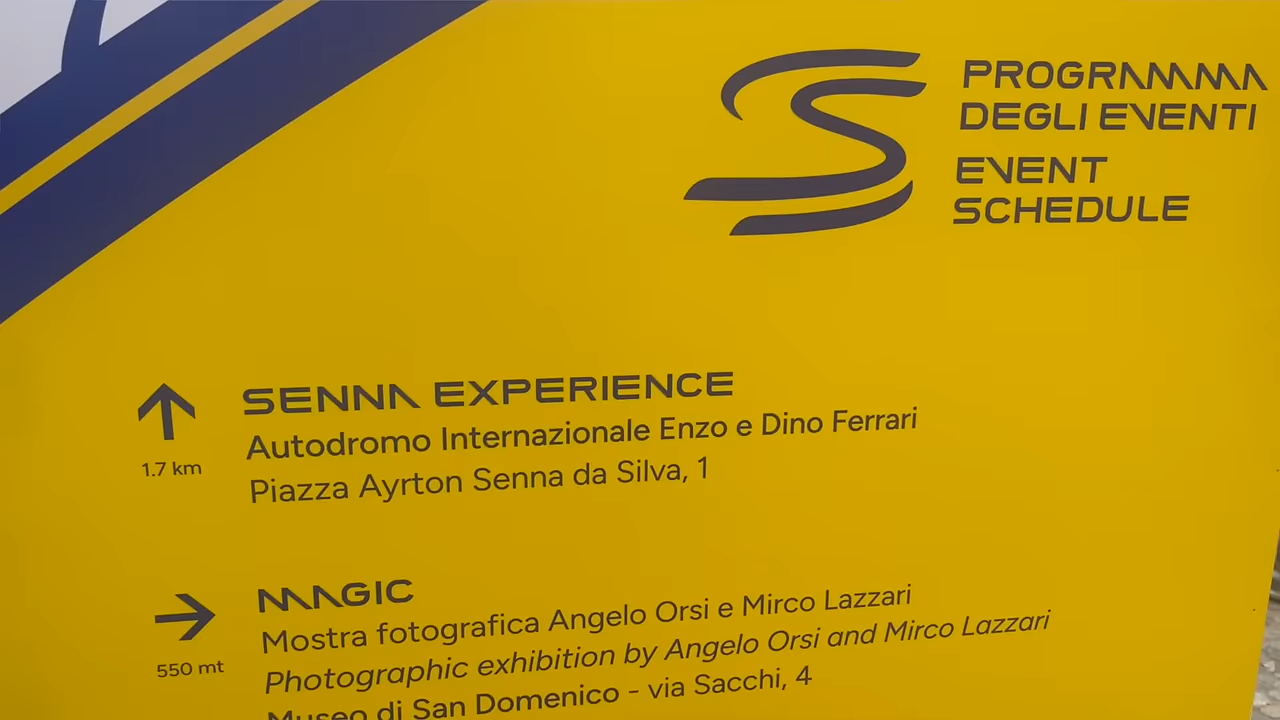 PROGRAMMA
DEGLI EVENTI
EVENT
SCHEDULE
SENNA EXPERIENCE
Autodromo Internazionale Enzo e Dino Ferrari
1.7 km
Piazza Ayrton Senna da Silva, 1
MAGIC
Mostra fotografica Angelo Orsi e Mirco Lazzari
550 mt
Photographic exhibition by Angelo Orsi and Mirco Lazzari
Museo di San Domenico - via Sacchi, 4